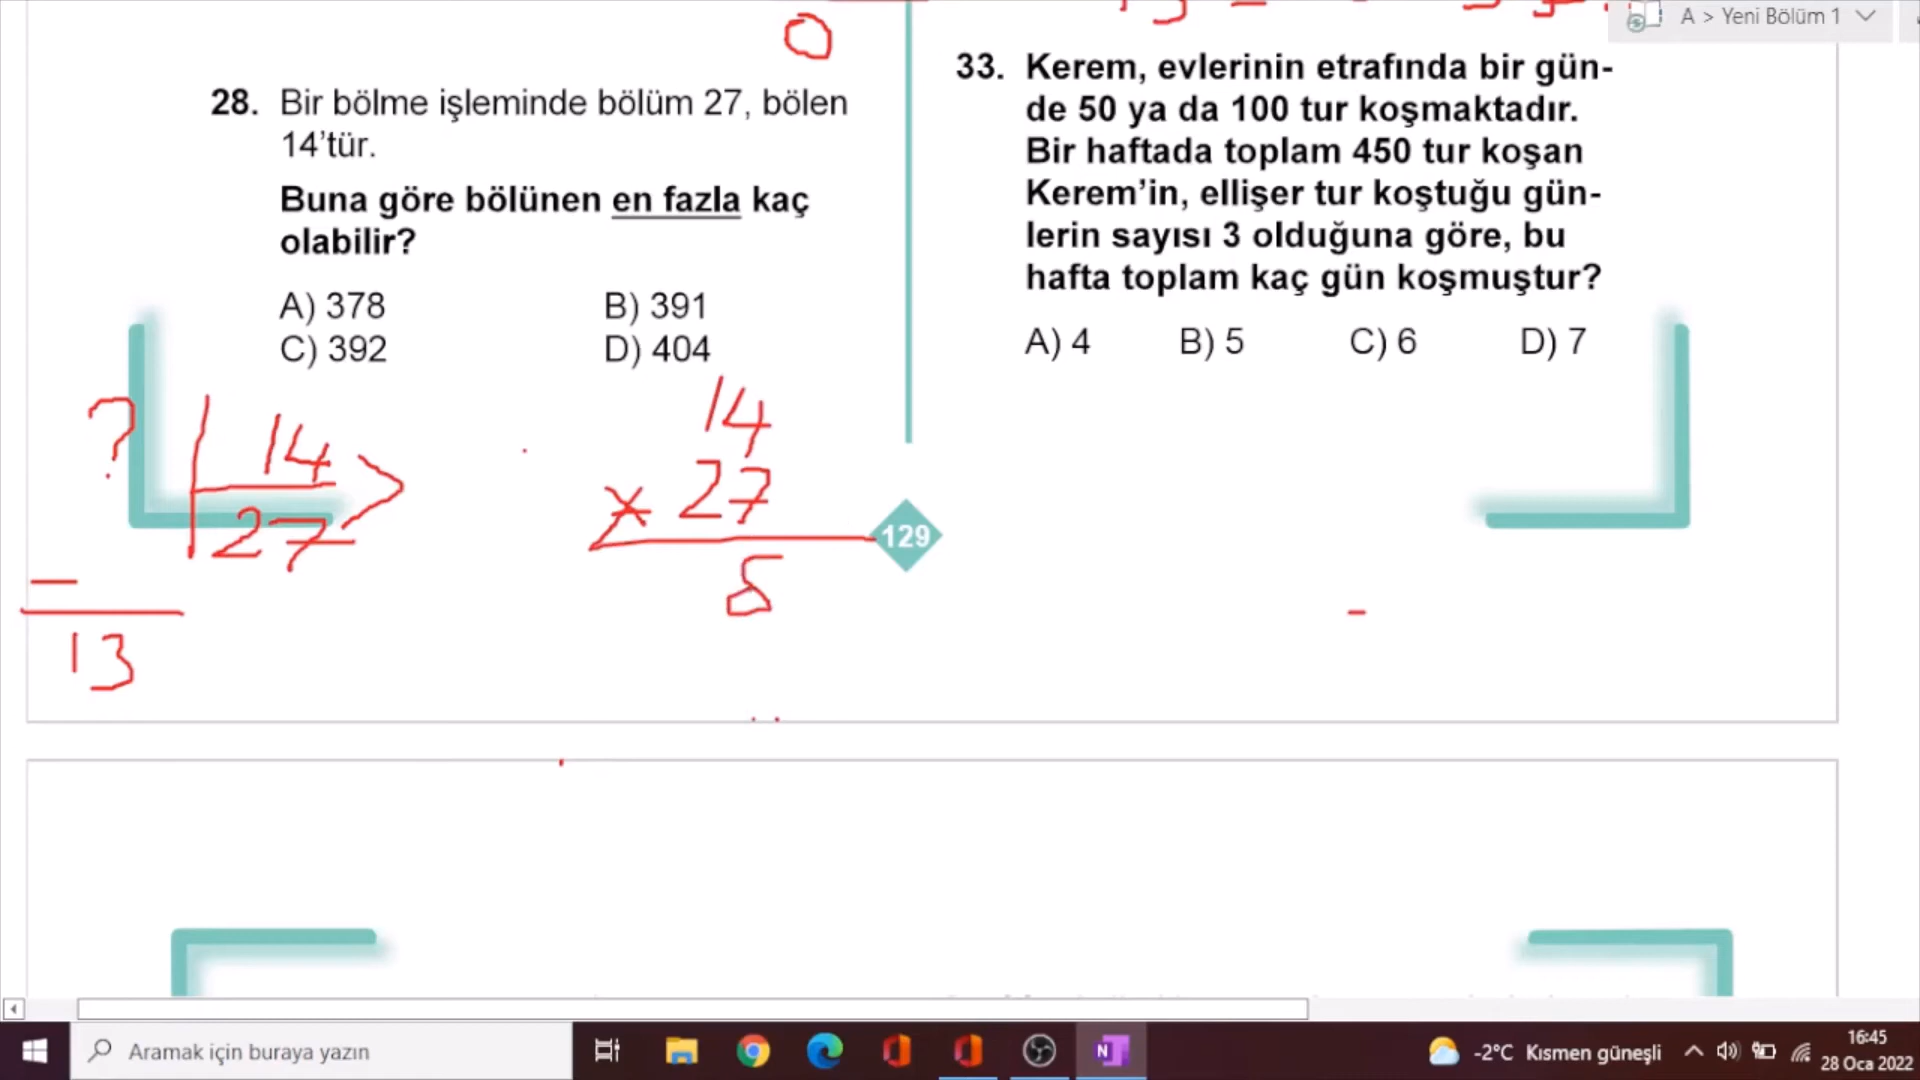 0
A > Yeni Bölüm 1
28. Bir bölme işleminde bölüm 27, bölen
14’tür.
Buna göre bölünen en fazla kaç
olabilir?
A) 378 B) 391
C) 392 D) 404
? 14
27
13
14
x 27
129
33. Kerem, evlerinin etrafında bir gün-
de 50 ya da 100 tur koşmaktadır.
Bir haftada toplam 450 tur koşan
Kerem’in, ellişer tur koştuğu gün-
lerin sayısı 3 olduğuna göre, bu
hafta toplam kaç gün koşmuştur?
A) 4 B) 5 C) 6 D) 7
Aramak için buraya yazın
-2°C Kısmen güneşli
16:45
28 Oca 2022